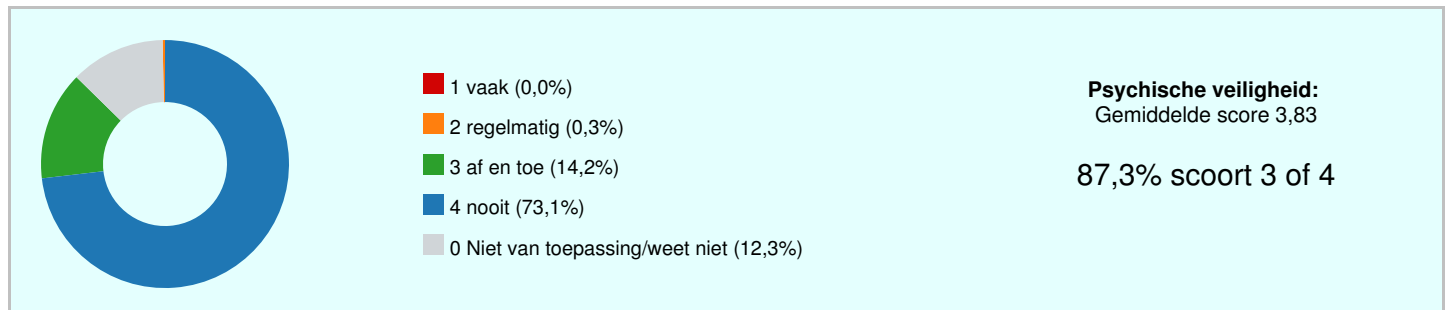 1 vaak (0,0%)
2 regelmatig (0,3%)
3 af en toe (14,2%)
4 nooit (73,1%)
0 Niet van toepassing/weet niet (12,3%)
Psychische veiligheid:
Gemiddelde score 3,83
87,3% scoort 3 of 4